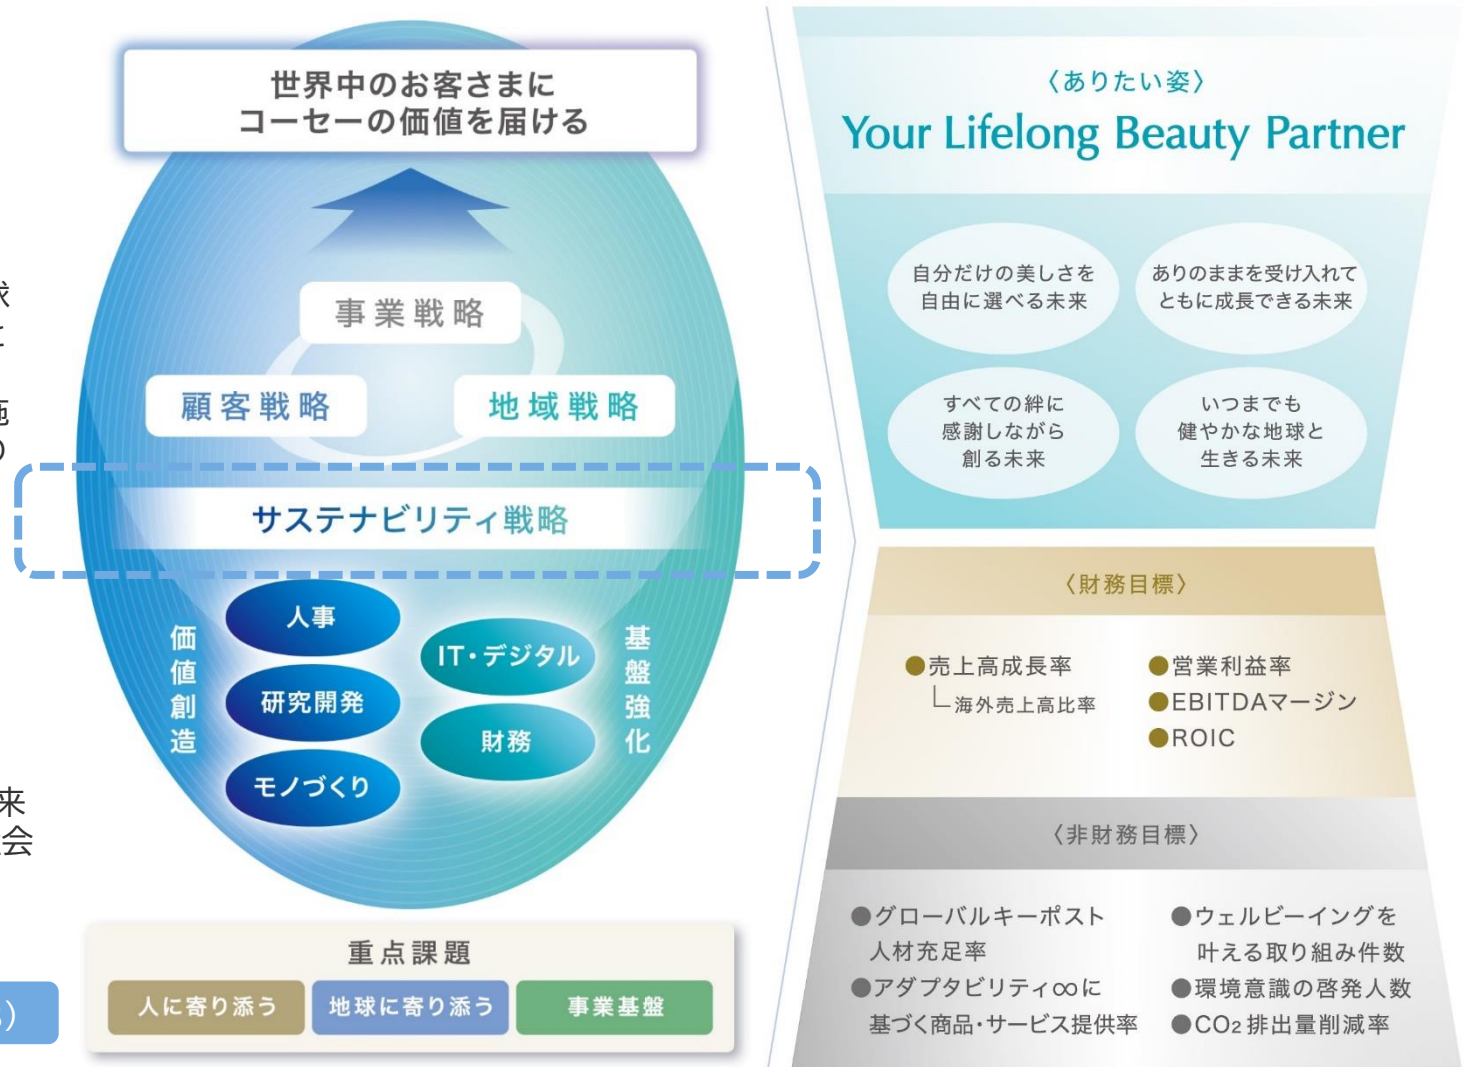 世界中のお客さまに
コーセーの価値を届ける
事業戦略
顧客戦略
地域戦略
サステナビリティ戦略
価値創造
人事
研究開発
モノづくり
IT・デジタル
財務
基盤強化
重点課題
人に寄り添う
地球に寄り添う
事業基盤
球
施
来
会
〈ありたい姿〉
Your Lifelong Beauty Partner
自分だけの美しさを
自由に選べる未来
ありのままを受け入れて
ともに成長できる未来
すべての絆に
感謝しながら
創る未来
いつまでも
健やかな地球と
生きる未来
〈財務目標〉
●売上高成長率
海外売上高比率
●営業利益率
●EBITDAマージン
●ROIC
〈非財務目標〉
●グローバルキーポスト
人材充足率
●アダプタビリティ∞に
基づく商品・サービス提供率
●ウェルビーイングを
叶える取り組み件数
●環境意識の啓発人数
●CO₂排出量削減率